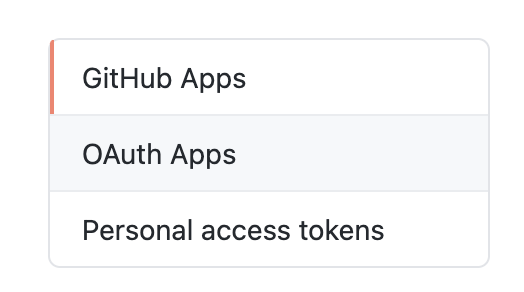 GitHub Apps
OAuth Apps
Personal access tokens